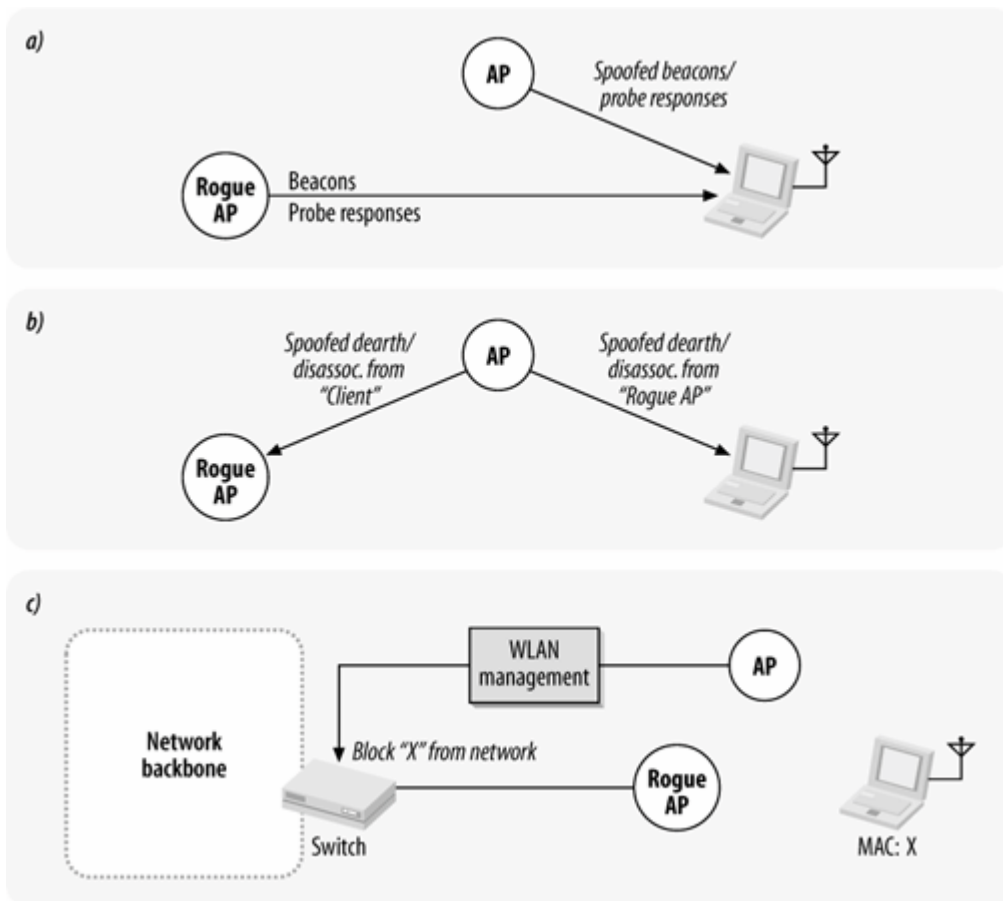 a)
AP
Spoofed beacons/
probe responses
Rogue
AP
Beacons
Probe responses
b)
Spoofed dearth/
disassoc. from
"Client"
AP
Spoofed dearth/
disassoc. from
"Rogue AP"
Rogue
AP
c)
WLAN
management
AP
Network
backbone
Block "X" from network
Rogue
AP
Switch
MAC: X